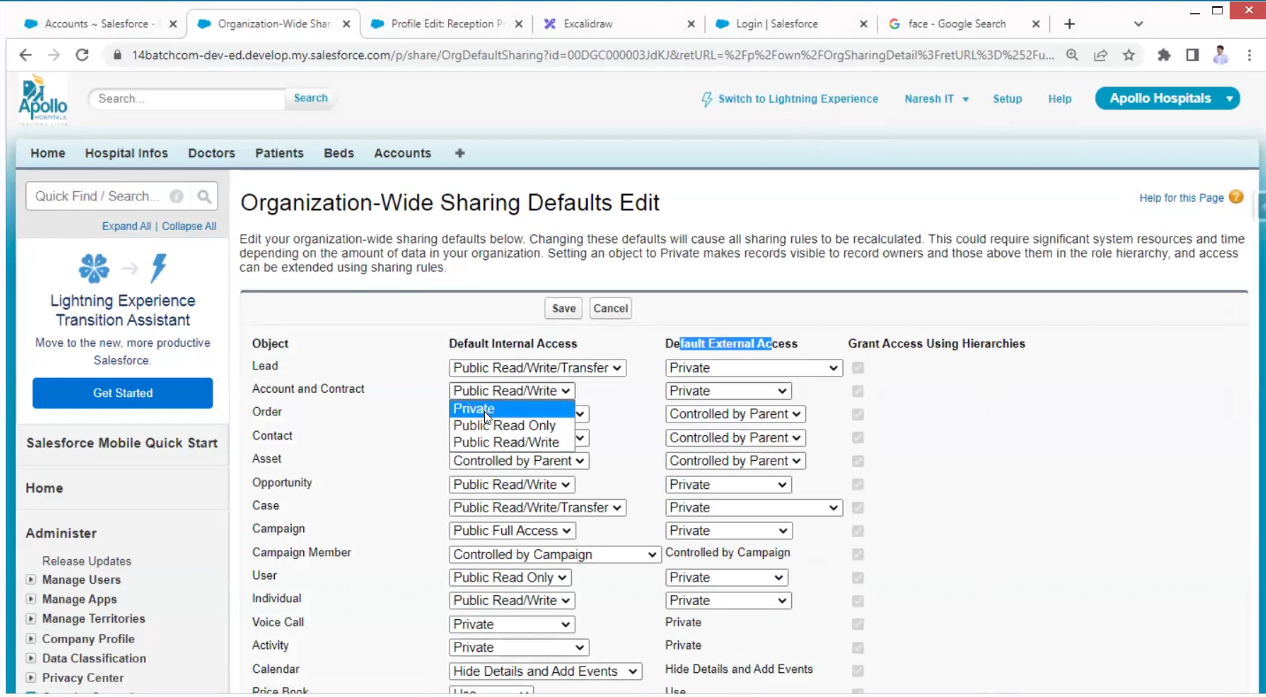 Accounts ~ Salesforce -
Organization-Wide Shari
Profile Edit: Reception P
Excalidraw
Login | Salesforce
face - Google Search
14batchcom-dev-ed.develop.my.salesforce.com/p/share/OrgDefaultSharing?id=00DGC000003JdKJ&retURL=%2Fp%2Fown%2FOrgSharingDetail%3FretURL%3D%252Fu...
Apollo
HOSPITALS
Search...
Search
Switch to Lightning Experience
Naresh IT
Setup
Help
Apollo Hospitals
Home Hospital Infos Doctors Patients Beds Accounts +
Quick Find / Search...
Expand All | Collapse All
Lightning Experience
Transition Assistant
Move to the new, more productive
Salesforce.
Get Started
Salesforce Mobile Quick Start
Home
Administer
Release Updates
Manage Users
Manage Apps
Manage Territories
Company Profile
Data Classification
Privacy Center
Organization-Wide Sharing Defaults Edit
Help for this Page ?
Edit your organization-wide sharing defaults below. Changing these defaults will cause all sharing rules to be recalculated. This could require significant system resources and time
depending on the amount of data in your organization. Setting an object to Private makes records visible to record owners and those above them in the role hierarchy, and access
can be extended using sharing rules.
Save Cancel
Object Default Internal Access Default External Access Grant Access Using Hierarchies
Lead Public Read/Write/Transfer Private
Account and Contract Public Read/Write Private
Private
Public Read Only
Public Read/Write
Order Controlled by Parent
Contact Controlled by Parent
Asset Controlled by Parent Controlled by Parent
Opportunity Public Read/Write Private
Case Public Read/Write/Transfer Private
Campaign Public Full Access Private
Campaign Member Controlled by Campaign Controlled by Campaign
User Public Read Only Private
Individual Public Read/Write Private
Voice Call Private Private
Activity Private Private
Calendar Hide Details and Add Events Hide Details and Add Events
Price Book Use Use